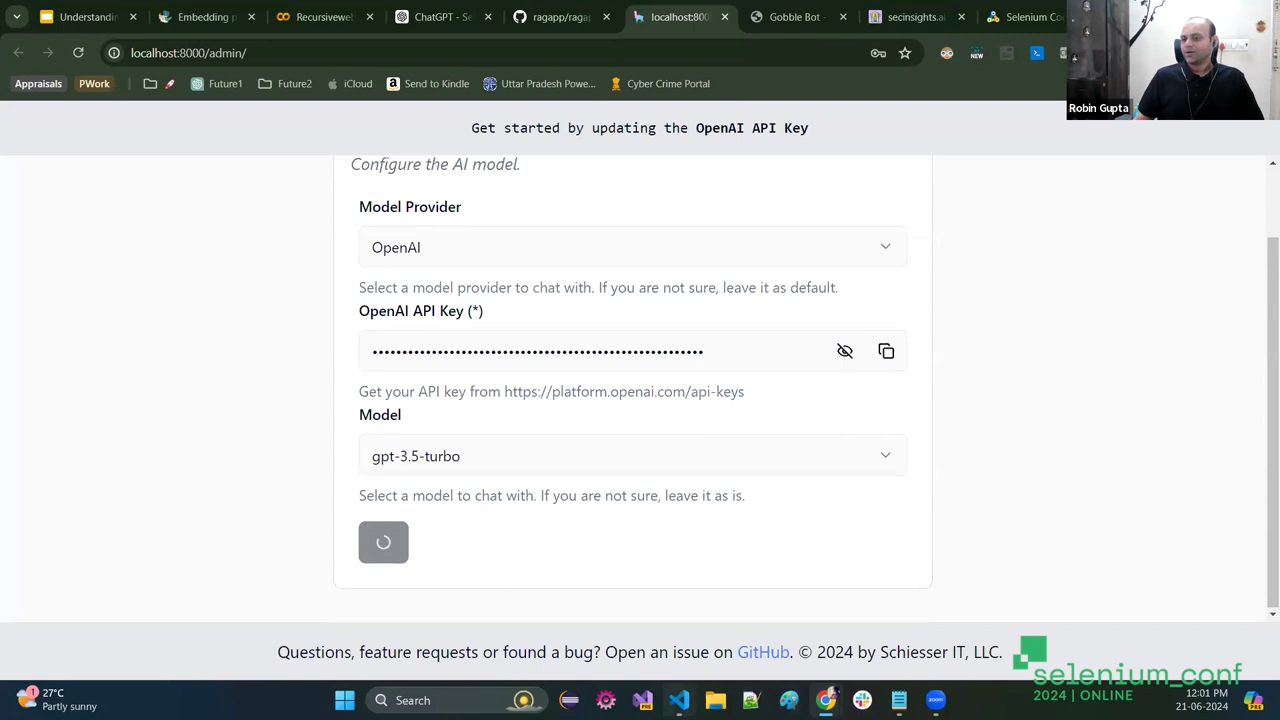 Understandin
Embedding p
Recursivewe
ChatGPT - Se
ragapp/raga
localhost:800
Gobble Bot -
secinsights.ai
Selenium Co
localhost:8000/admin/
NEW
Appraisals
PWork
Future1
Future2
iCloud
Send to Kindle
Uttar Pradesh Powe...
Cyber Crime Portal
Robin Gupta
Get started by updating the OpenAI API Key
Configure the AI model.
Model Provider
OpenAI
Select a model provider to chat with. If you are not sure, leave it as default.
OpenAI API Key (*)
Get your API key from https://platform.openai.com/api-keys
Model
gpt-3.5-turbo
Select a model to chat with. If you are not sure, leave it as is.
Questions, feature requests or found a bug? Open an issue on GitHub. © 2024 by Schiesser IT, LLC.
selenium_conf
2024 | ONLINE
1
27°C
Partly sunny
Search
PRE
zoom
12:01 PM
21-06-2024
PRE